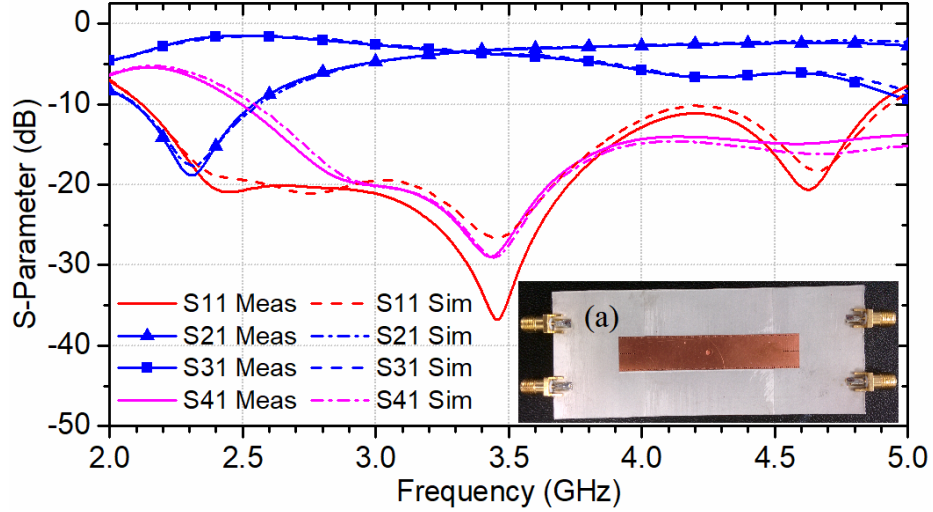 0
-10
-20
-30
-40
-50
S-Parameter (dB)
S11 Meas
S11 Sim
S21 Meas
S21 Sim
S31 Meas
S31 Sim
S41 Meas
S41 Sim
(a)
2.0 2.5 3.0 3.5 4.0 4.5 5.0
Frequency (GHz)